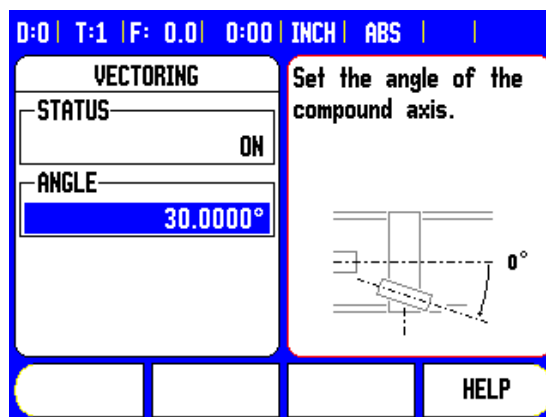 D:0 | T:1 | F: 0.0 | 0:00 | INCH | ABS | |
VECTORING
STATUS
ON
ANGLE
30.0000°
Set the angle of the
compound axis.
0°
HELP